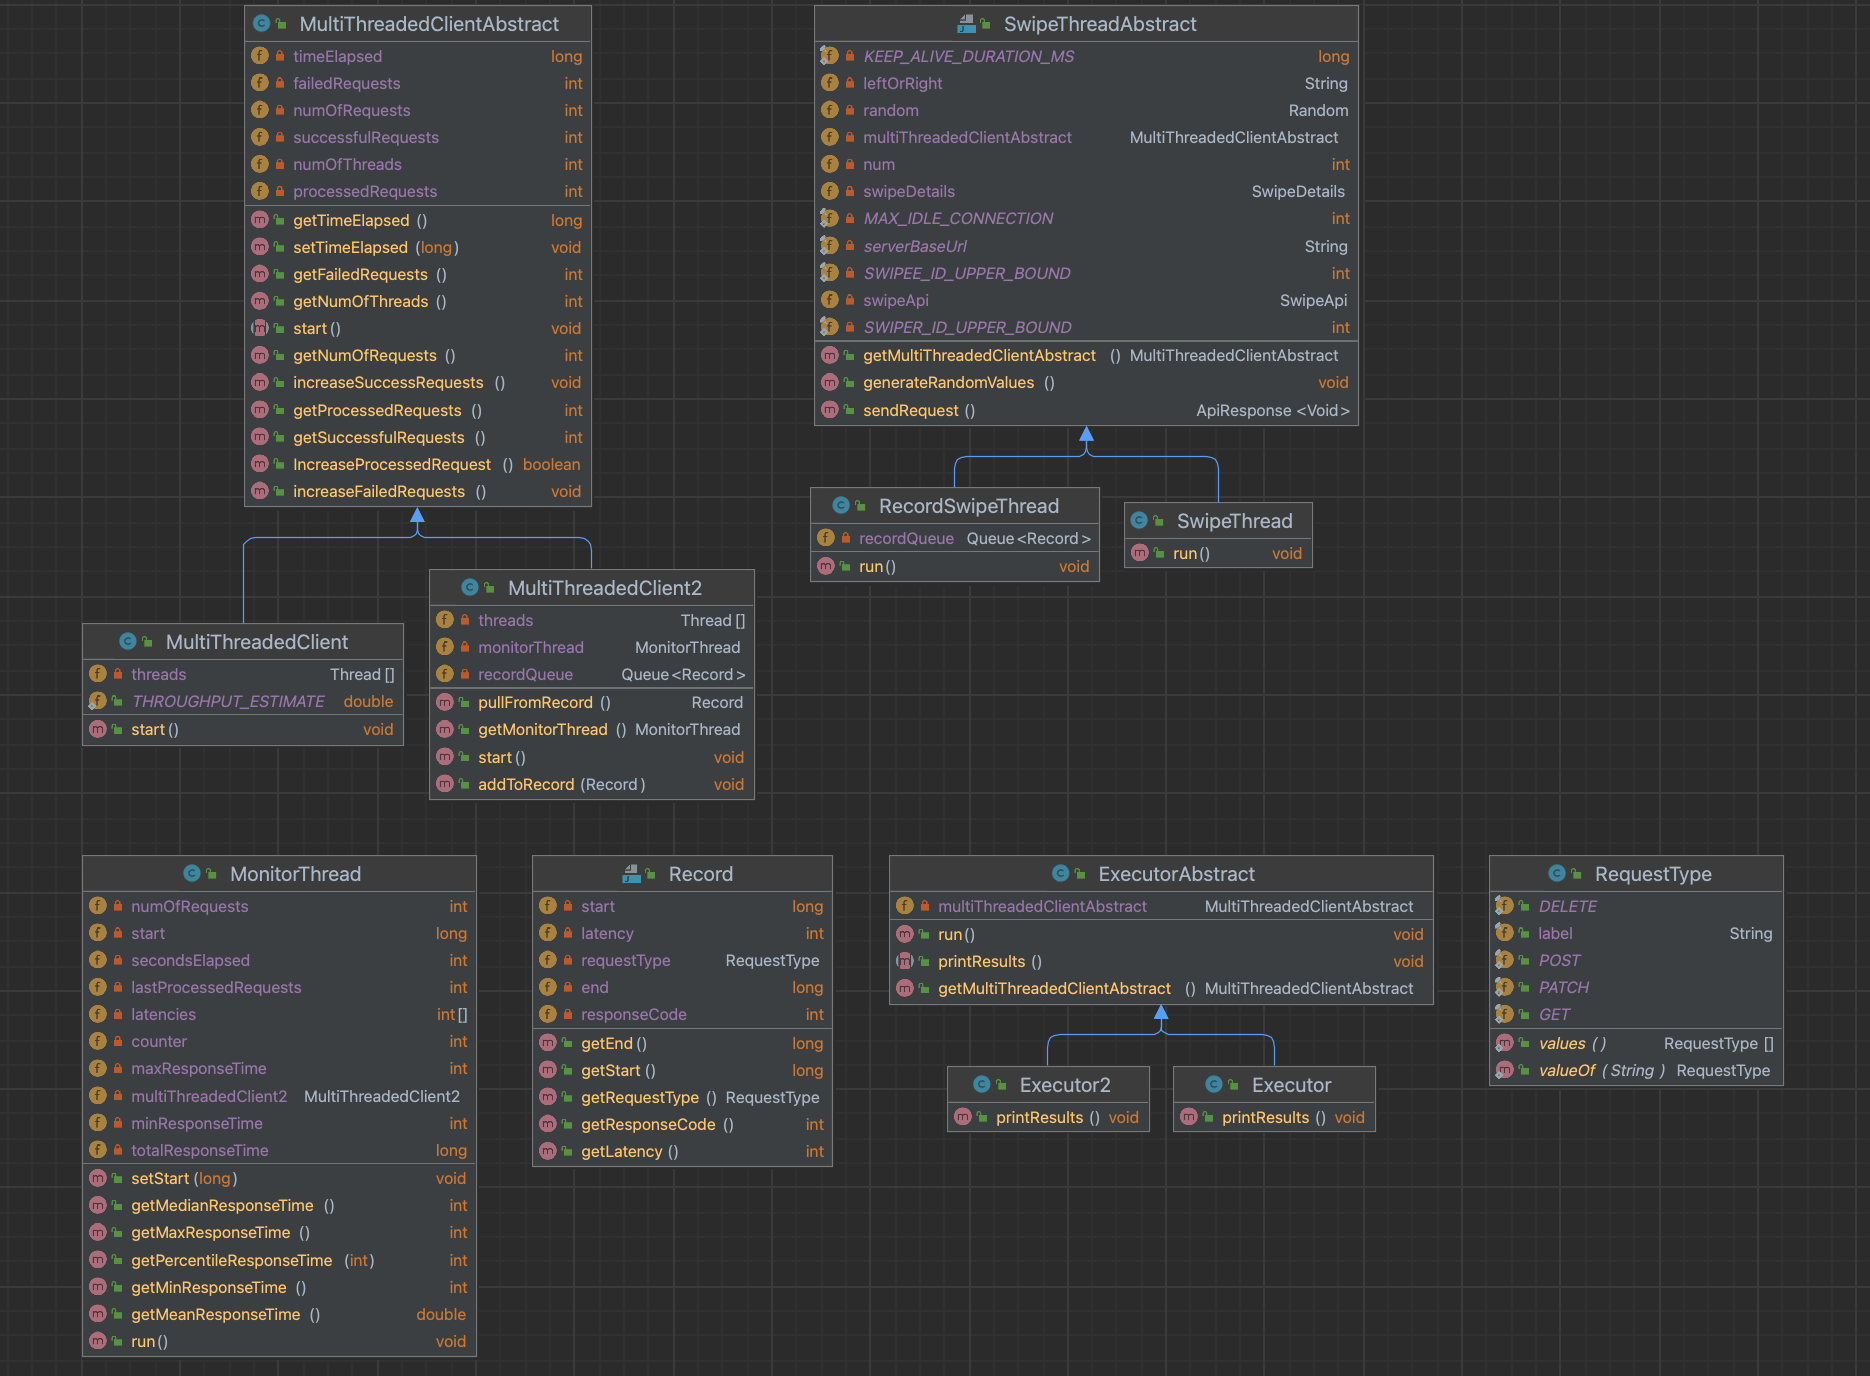 MultiThreadedClientAbstract
timeElapsed long
failedRequests int
numOfRequests int
successfulRequests int
numOfThreads int
processedRequests int
getTimeElapsed () long
setTimeElapsed (long) void
getFailedRequests () int
getNumOfThreads () int
start () void
getNumOfRequests () int
increaseSuccessRequests () void
getProcessedRequests () int
getSuccessfulRequests () int
IncreaseProcessedRequest () boolean
increaseFailedRequests () void
SwipeThreadAbstract
KEEP_ALIVE_DURATION_MS long
leftOrRight String
random Random
multiThreadedClientAbstract MultiThreadedClientAbstract
num int
swipeDetails SwipeDetails
MAX_IDLE_CONNECTION int
serverBaseUrl String
SWIPEE_ID_UPPER_BOUND int
swipeApi SwipeApi
SWIPER_ID_UPPER_BOUND int
getMultiThreadedClientAbstract () MultiThreadedClientAbstract
generateRandomValues () void
sendRequest () ApiResponse <Void>
RecordSwipeThread
recordQueue Queue<Record>
run() void
SwipeThread
run() void
MultiThreadedClient
threads Thread []
THROUGHPUT_ESTIMATE double
start () void
MultiThreadedClient2
threads Thread []
monitorThread MonitorThread
recordQueue Queue<Record>
pullFromRecord () Record
getMonitorThread () MonitorThread
start () void
addToRecord (Record) void
MonitorThread
numOfRequests int
start long
secondsElapsed int
lastProcessedRequests int
latencies int[]
counter int
maxResponseTime int
multiThreadedClient2 MultiThreadedClient2
minResponseTime int
totalResponseTime long
setStart (long) void
getMedianResponseTime () int
getMaxResponseTime () int
getPercentileResponseTime (int) int
getMinResponseTime () int
getMeanResponseTime () double
run() void
Record
start long
latency int
requestType RequestType
end long
responseCode int
getEnd () long
getStart () long
getRequestType () RequestType
getResponseCode () int
getLatency () int
ExecutorAbstract
multiThreadedClientAbstract MultiThreadedClientAbstract
run() void
printResults () void
getMultiThreadedClientAbstract () MultiThreadedClientAbstract
Executor2
printResults () void
Executor
printResults () void
RequestType
DELETE
label String
POST
PATCH
GET
values () RequestType []
valueOf (String) RequestType